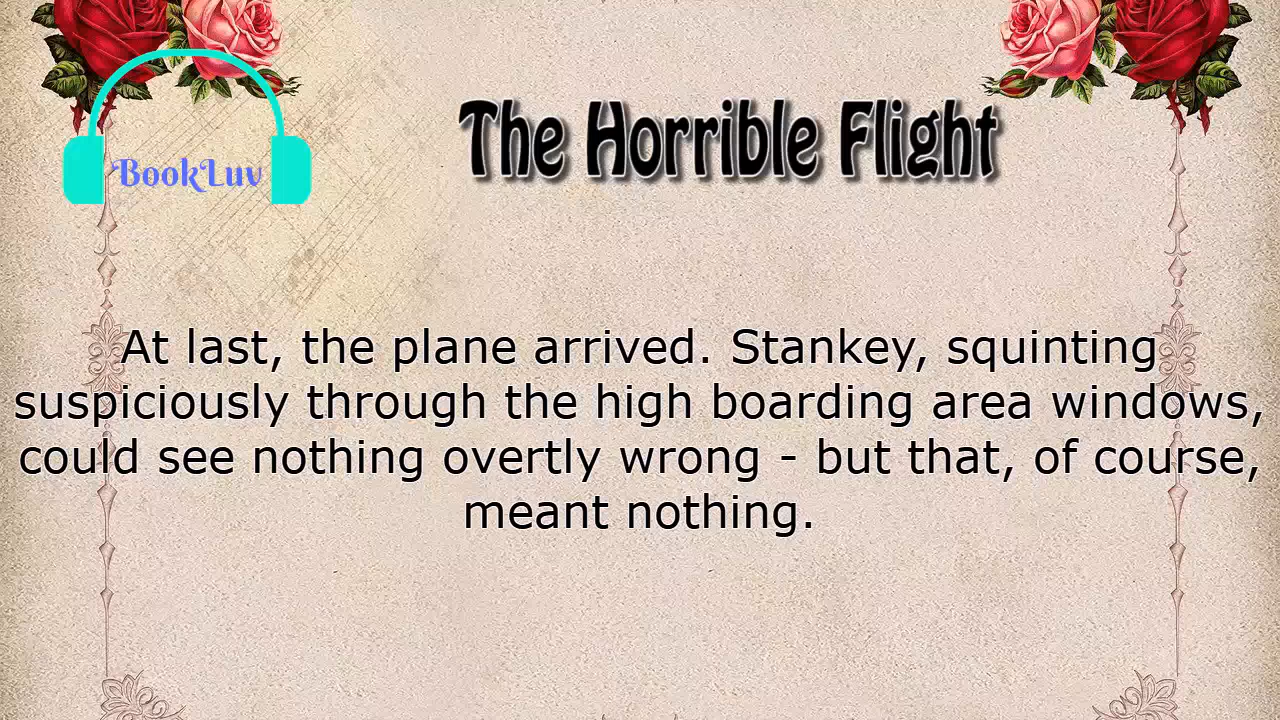 The Horrible Flight
BookLuv
At last, the plane arrived. Stankey, squinting
suspiciously through the high boarding area windows,
could see nothing overtly wrong - but that, of course,
meant nothing.